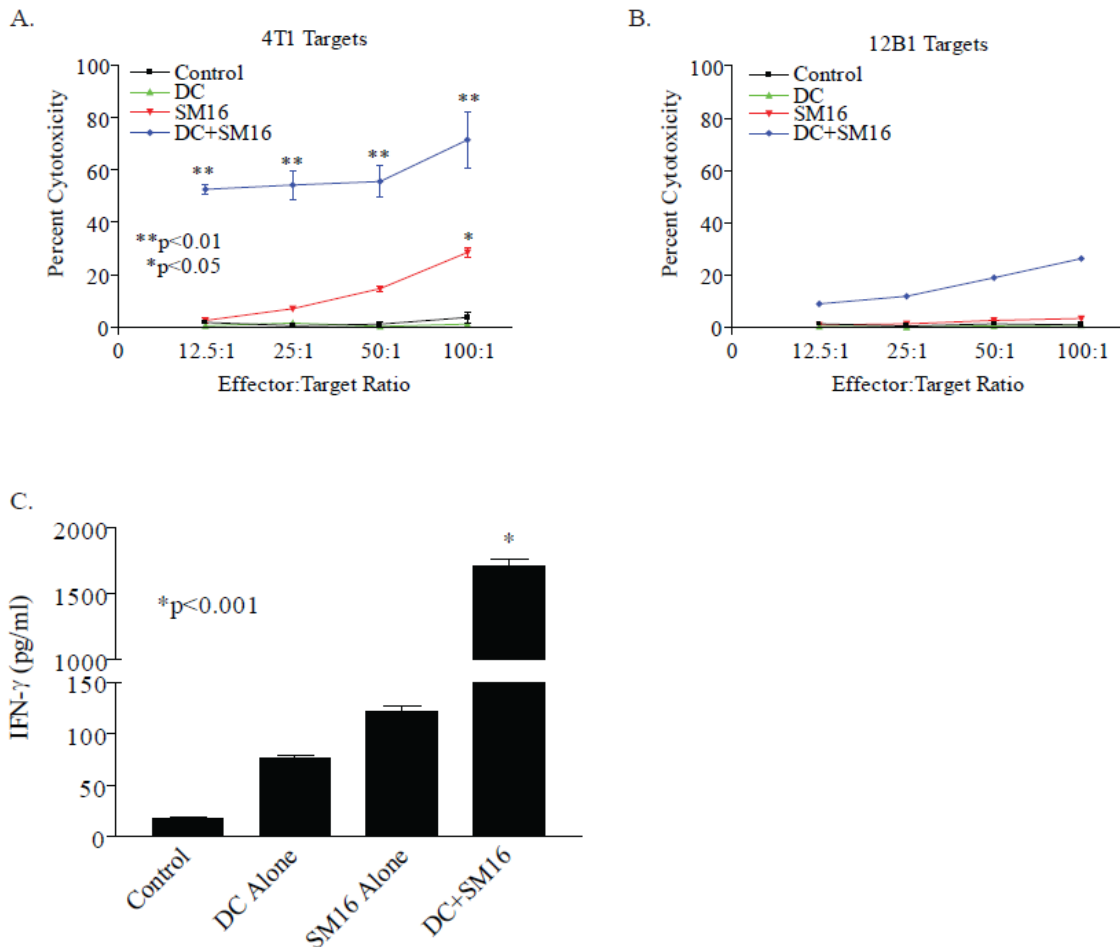 A.
4T1 Targets
100
80
60
40
20
0
Percent Cytotoxicity
Control
DC
SM16
DC+SM16
**
**
**
**
*
**p<0.01
*p<0.05
0
12.5:1
25:1
50:1
100:1
Effector:Target Ratio
B.
12B1 Targets
100
80
60
40
20
0
Percent Cytotoxicity
Control
DC
SM16
DC+SM16
0
12.5:1
25:1
50:1
100:1
Effector:Target Ratio
C.
2000
1500
1000
150
100
50
0
IFN-γ (pg/ml)
*
*p<0.001
Control
DC Alone
SM16 Alone
DC+SM16